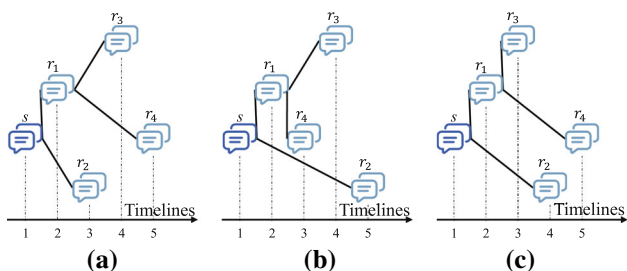 r₃
r₁
s
r₄
r₂
Timelines
1 2 3 4 5
(a)
r₃
r₁
s
r₄
r₂
Timelines
1 2 3 4 5
(b)
r₃
r₁
s
r₄
r₂
Timelines
1 2 3 4 5
(c)